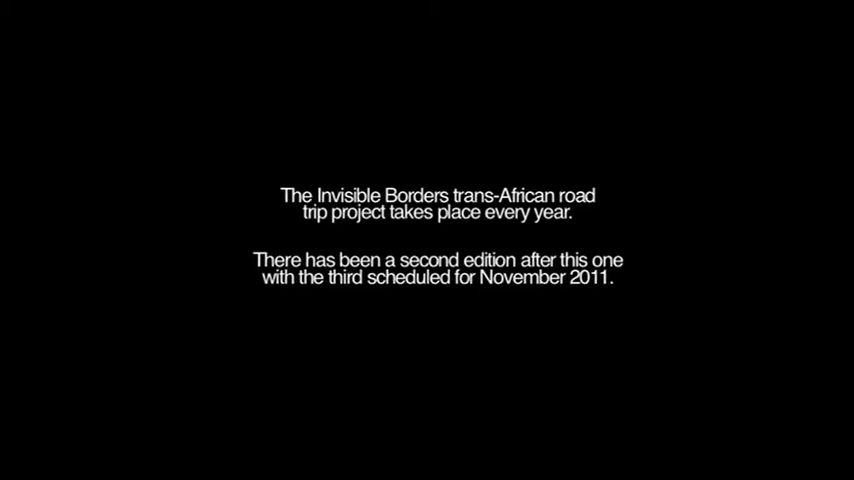 The Invisible Borders trans-African road
trip project takes place every year.
There has been a second edition after this one
with the third scheduled for November 2011.